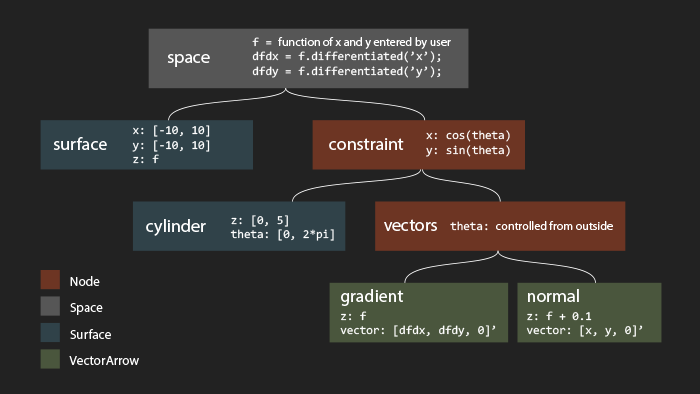 space
f = function of x and y entered by user
dfdx = f.differentiated(’x’);
dfdy = f.differentiated(’y’);
surface
x: [-10, 10]
y: [-10, 10]
z: f
constraint
x: cos(theta)
y: sin(theta)
cylinder
z: [0, 5]
theta: [0, 2*pi]
vectors
theta: controlled from outside
gradient
z: f
vector: [dfdx, dfdy, 0]’
normal
z: f + 0.1
vector: [x, y, 0]’
Node
Space
Surface
VectorArrow